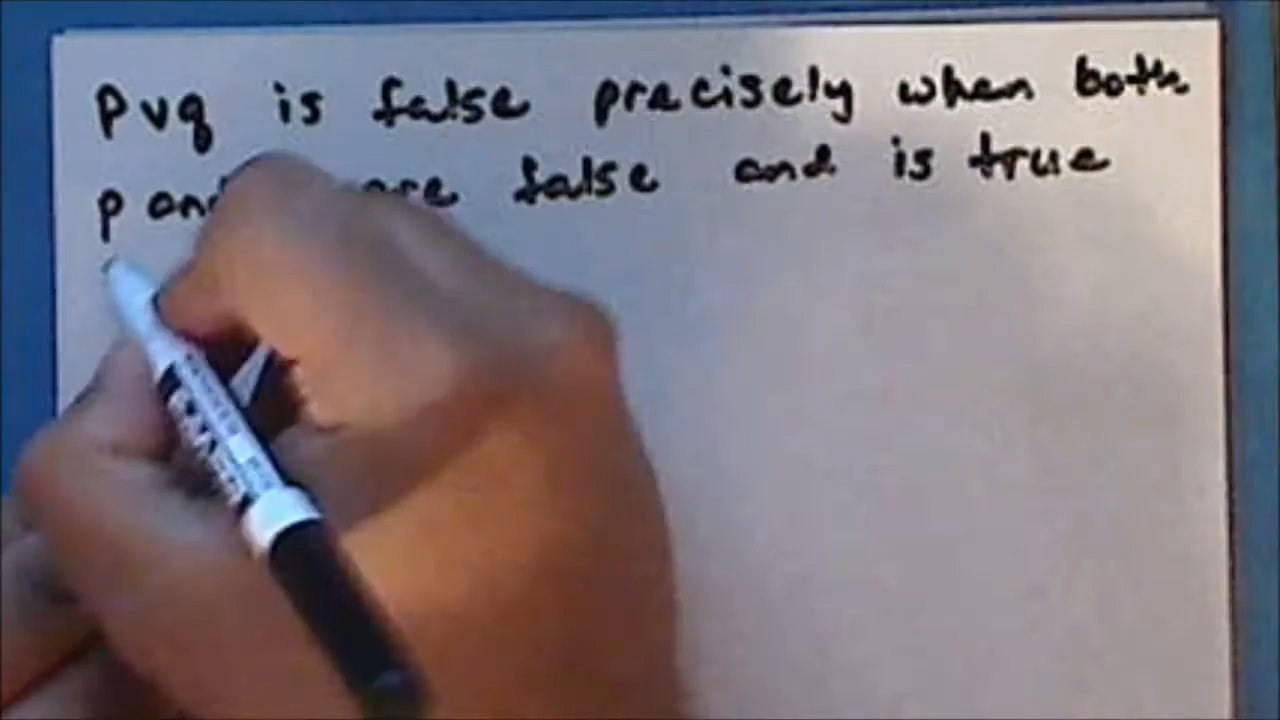 pvq is false precisely when both
p and are false and is true